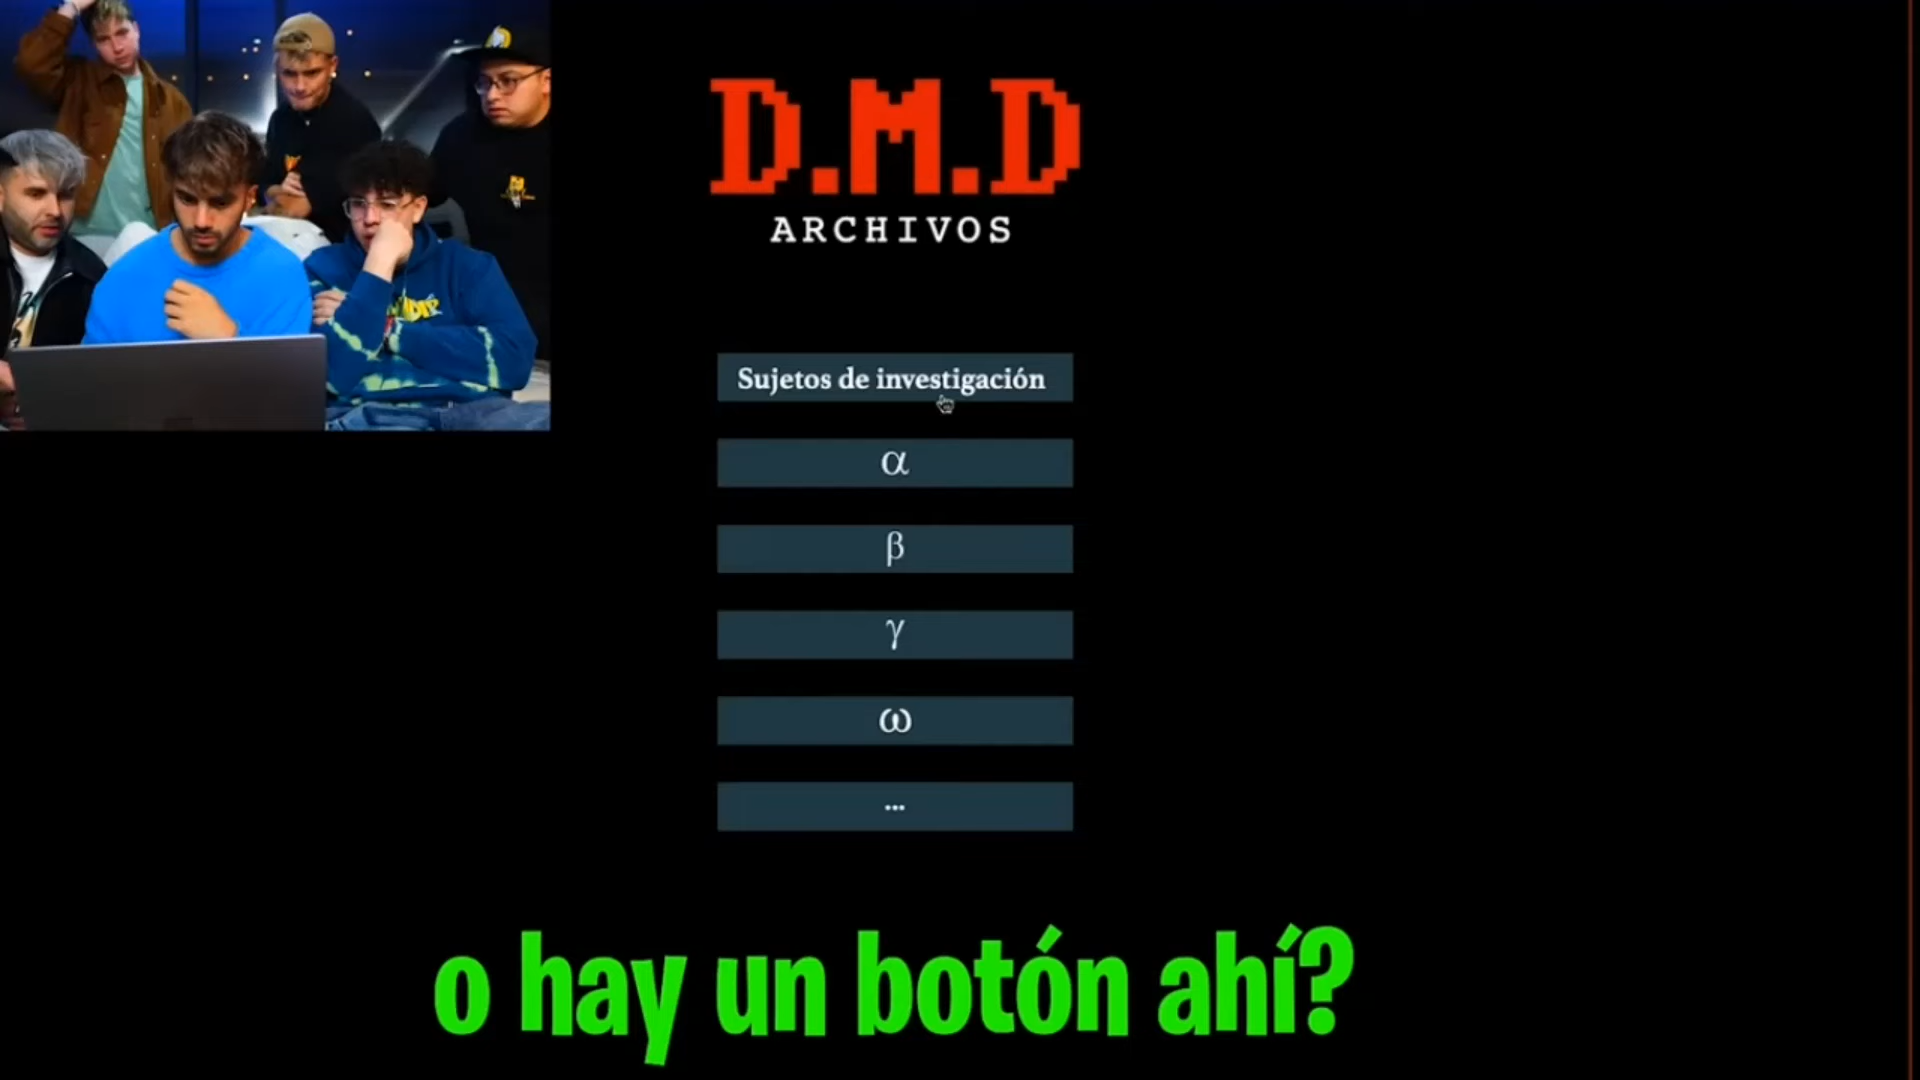 D.M.D
ARCHIVOS
Sujetos de investigación
α
β
γ
ω
...
o hay un botón ahí?